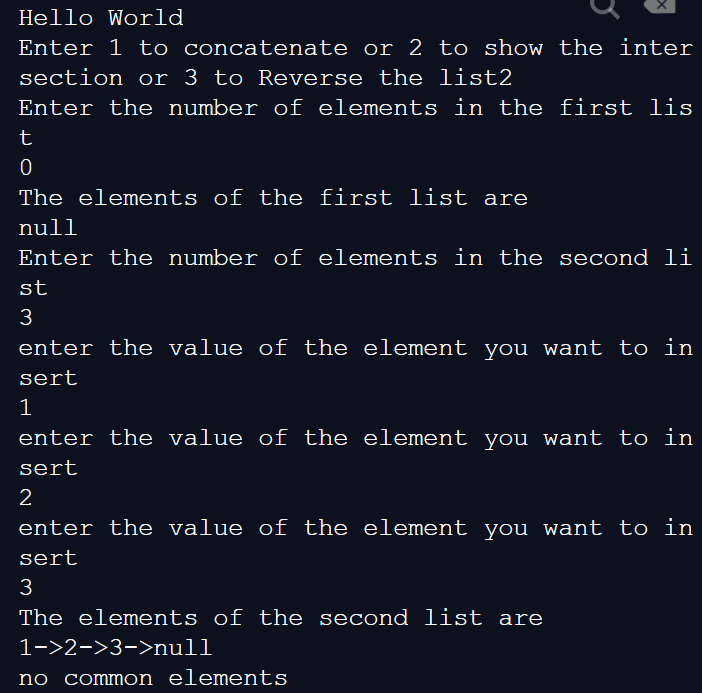 Hello World
Enter 1 to concatenate or 2 to show the inter
section or 3 to Reverse the list2
Enter the number of elements in the first lis
t
0
The elements of the first list are
null
Enter the number of elements in the second li
st
3
enter the value of the element you want to in
sert
1
enter the value of the element you want to in
sert
2
enter the value of the element you want to in
sert
3
The elements of the second list are
1->2->3->null
no common elements